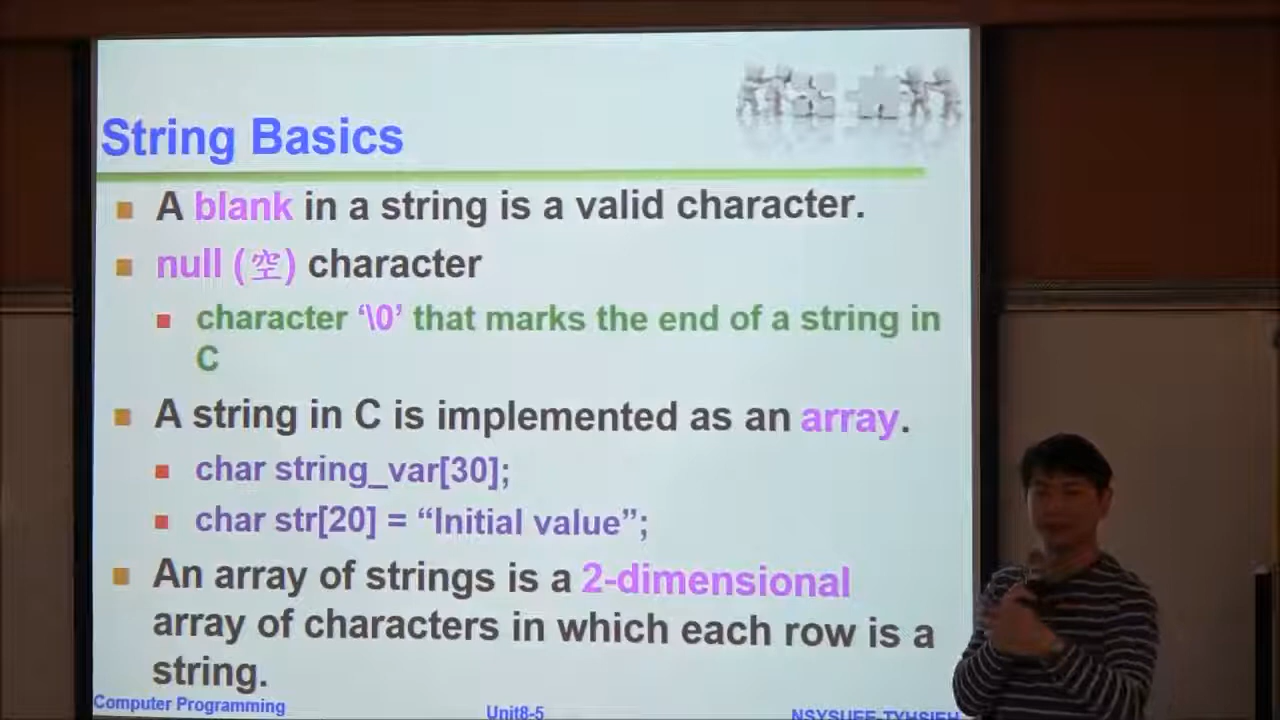 String Basics
A blank in a string is a valid character.
null (空) character
character ‘\0’ that marks the end of a string in
C
A string in C is implemented as an array.
char string_var[30];
char str[20] = “Initial value”;
An array of strings is a 2-dimensional
array of characters in which each row is a
string.
Computer Programming
Unit8-5
NSYSUEE-TYHSIEH